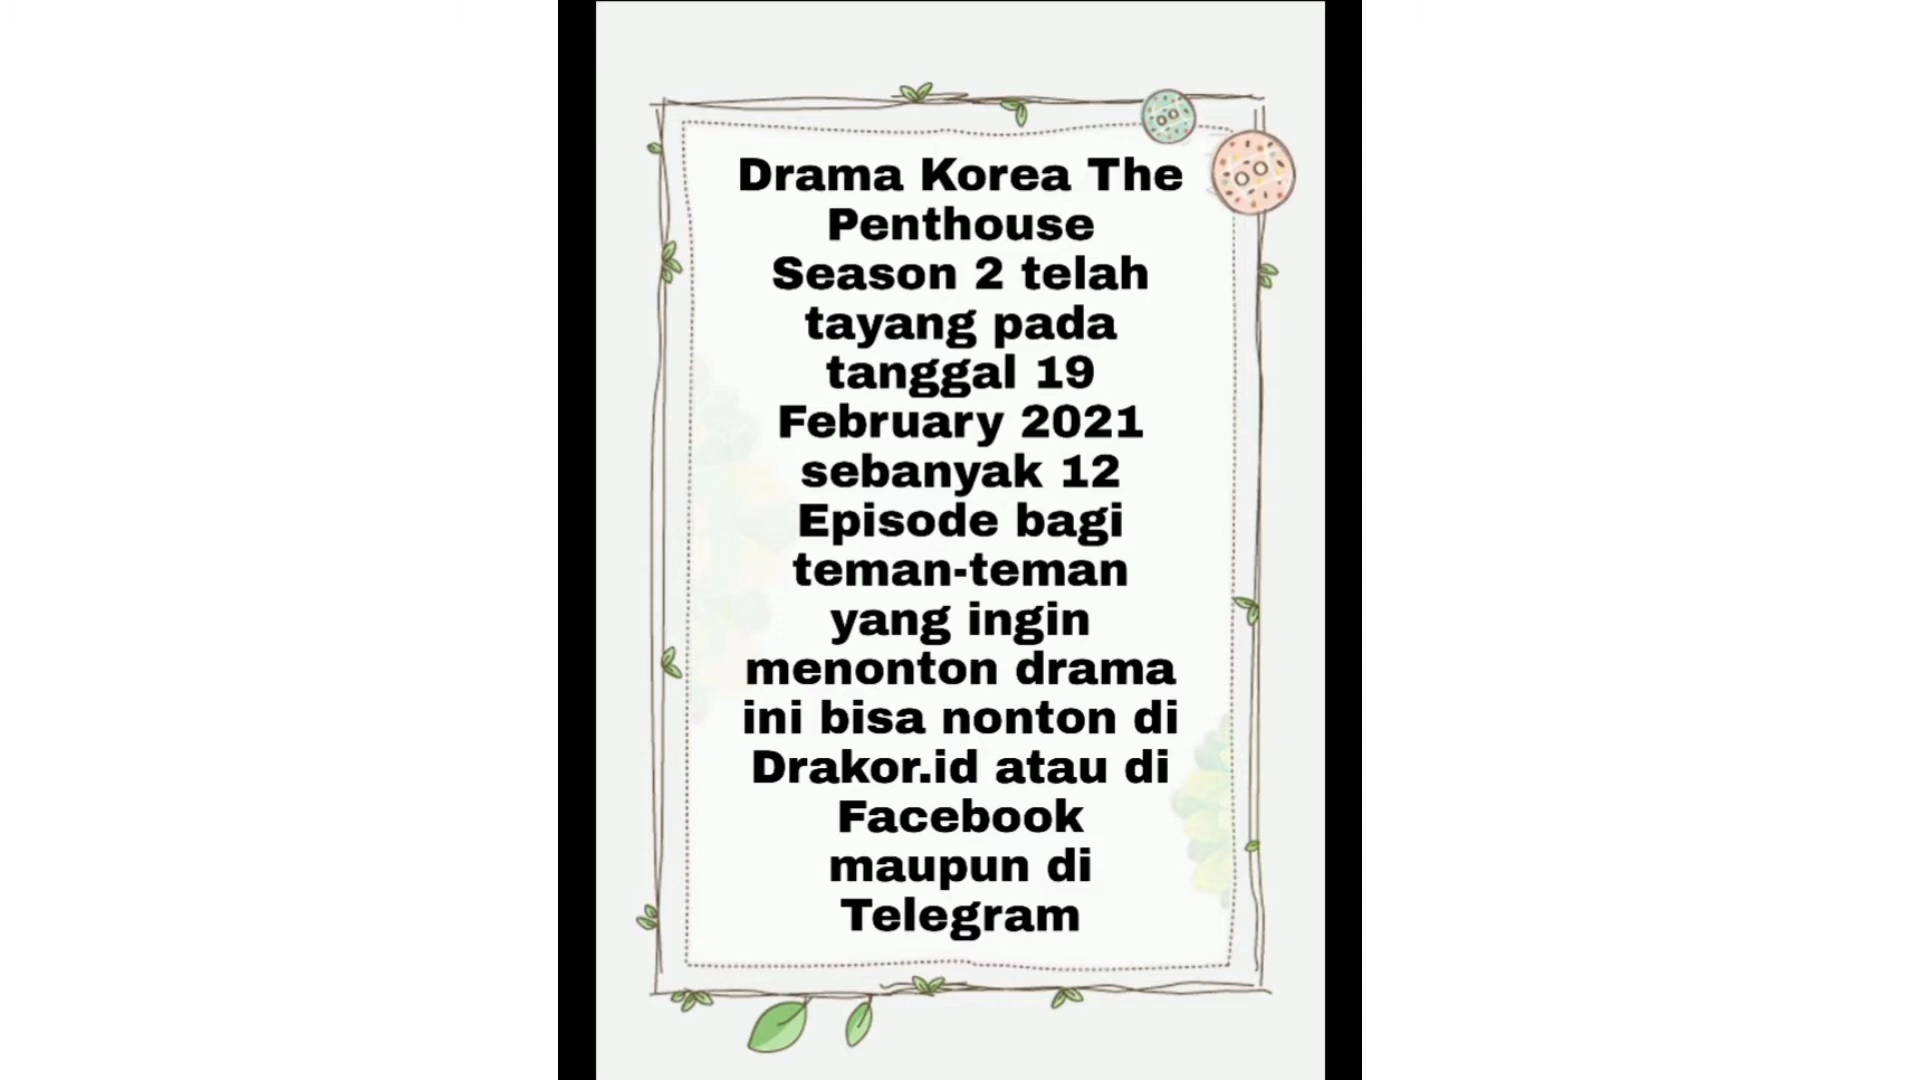 Drama Korea The
Penthouse
Season 2 telah
tayang pada
tanggal 19
February 2021
sebanyak 12
Episode bagi
teman-teman
yang ingin
menonton drama
ini bisa nonton di
Drakor.id atau di
Facebook
maupun di
Telegram